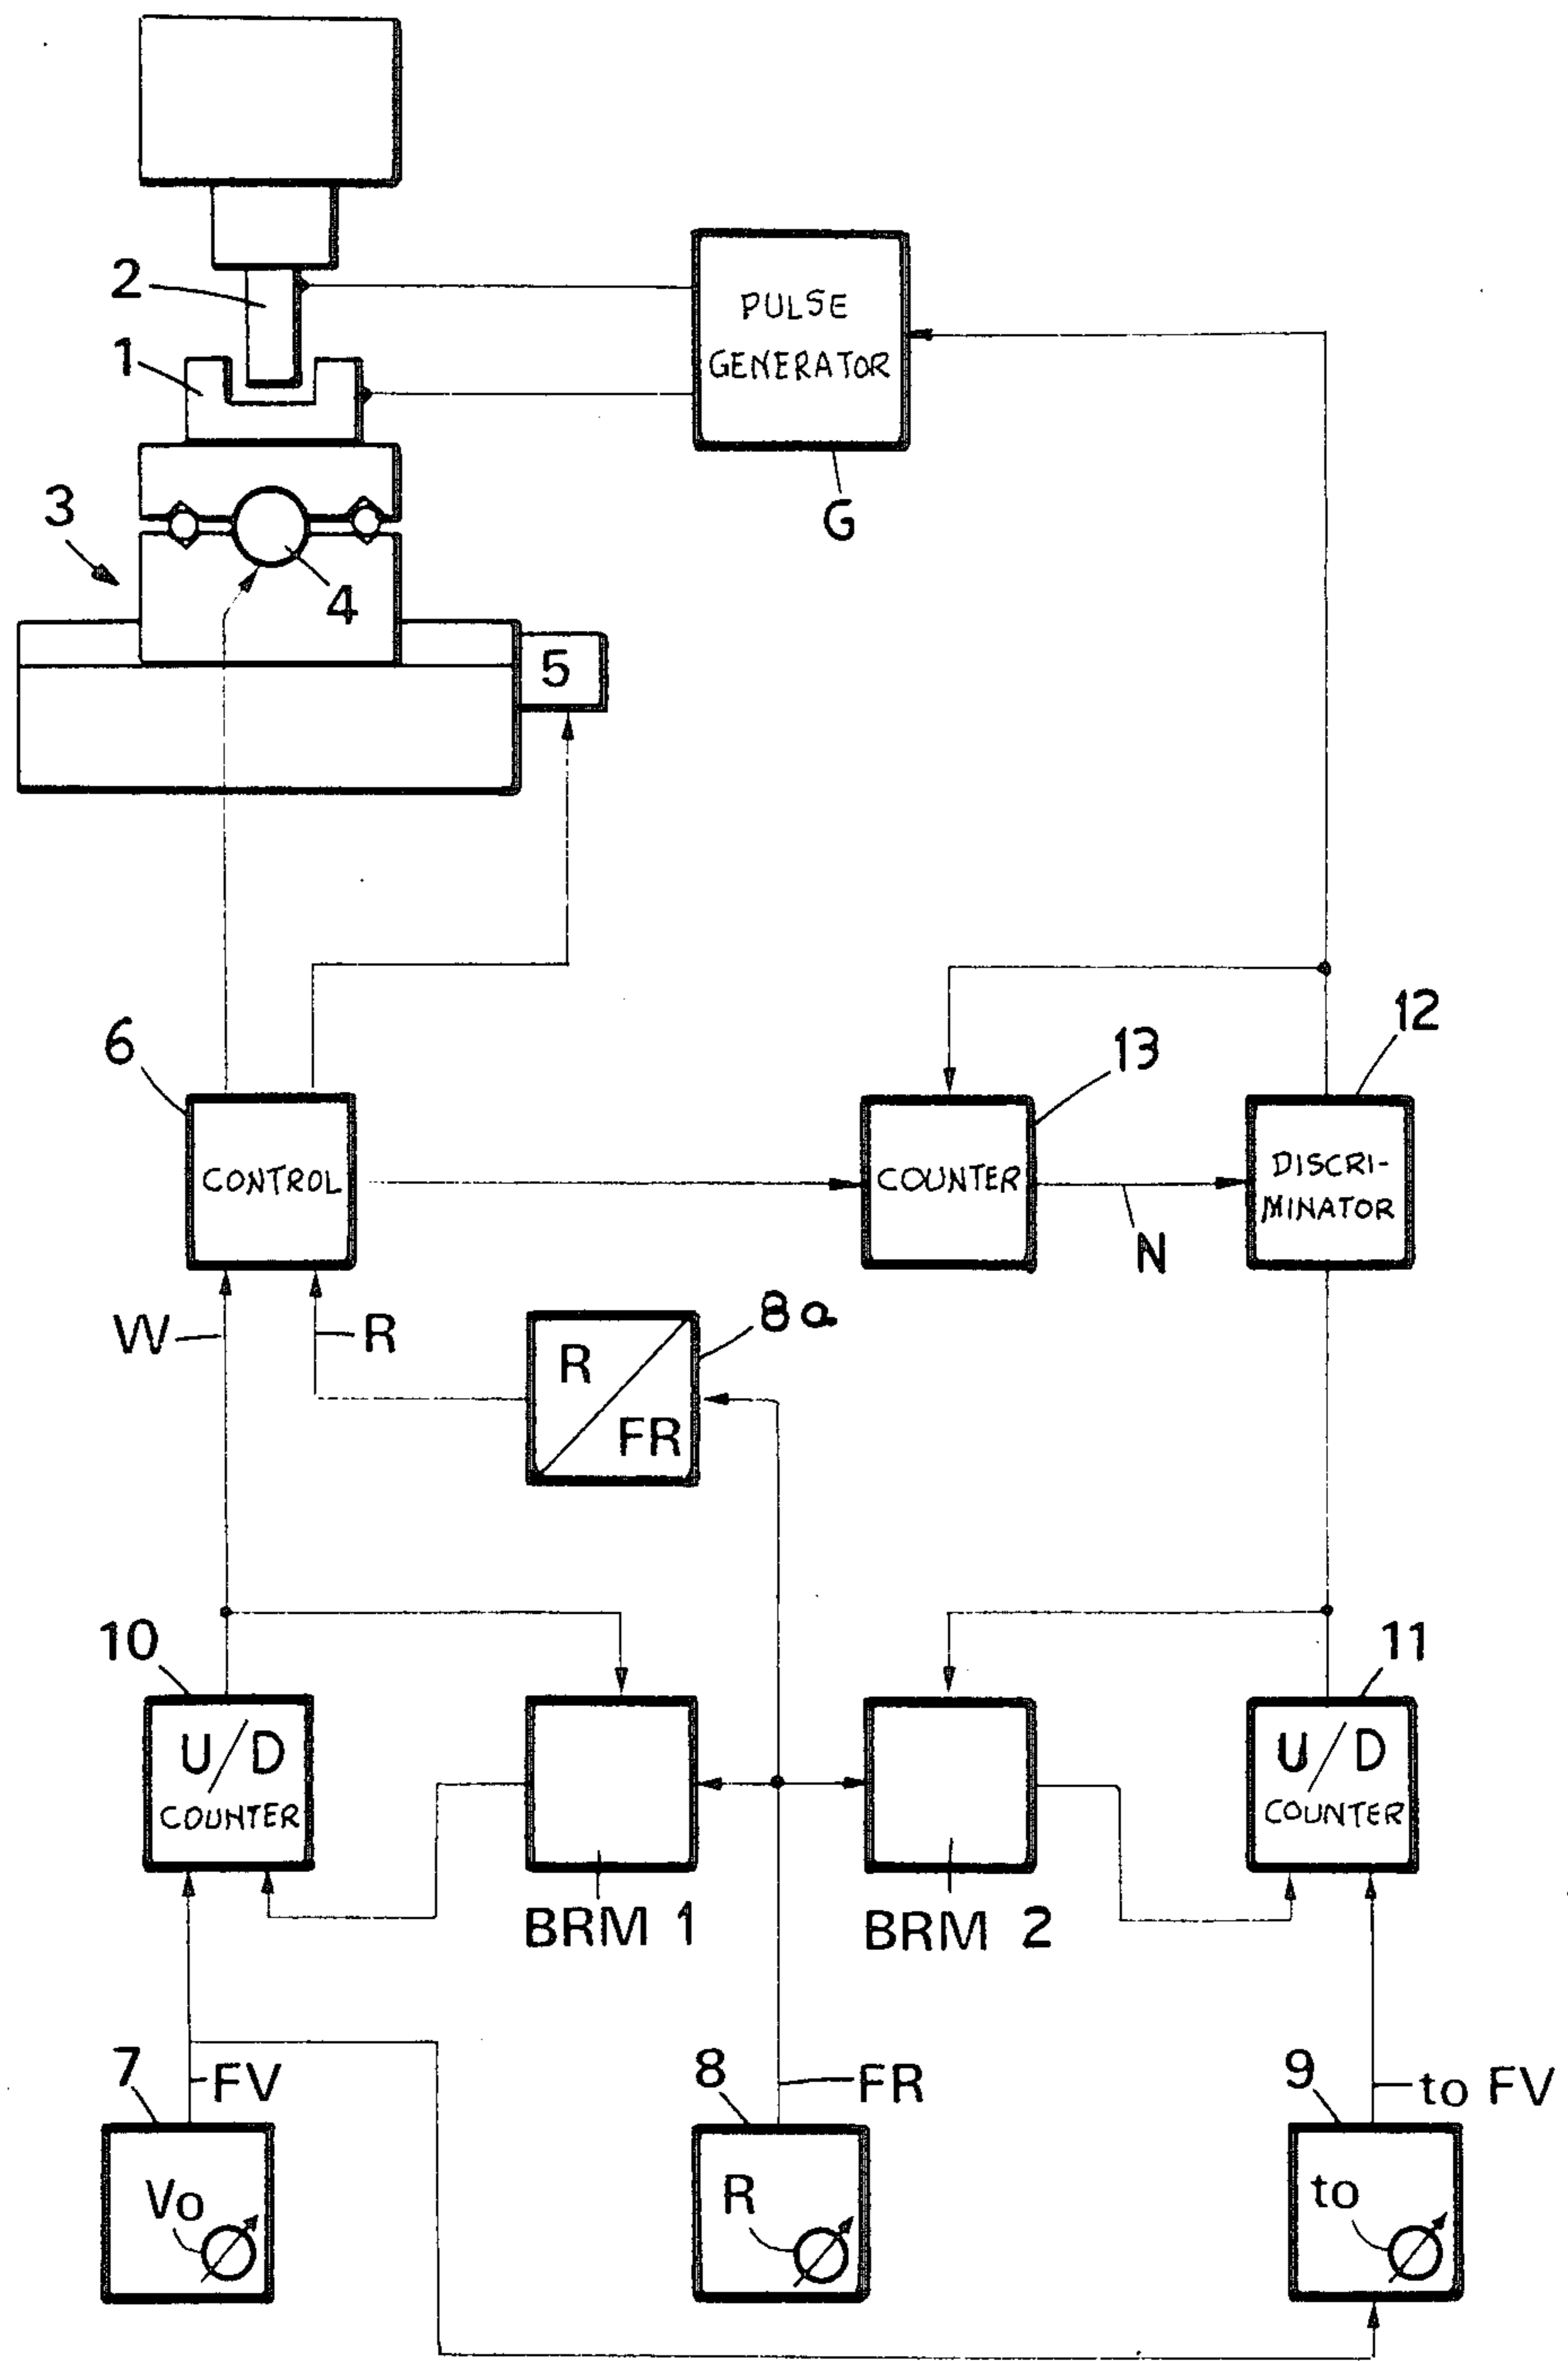 2
PULSE
GENERATOR
1
G
3
4
5
12
6
13
CONTROL
COUNTER
DISCRI-
MINATOR
N
W
R
8a
R
FR
10
11
U/D
COUNTER
U/D
COUNTER
BRM 1
BRM 2
7
FV
8
FR
9
to FV
Vo
R
to